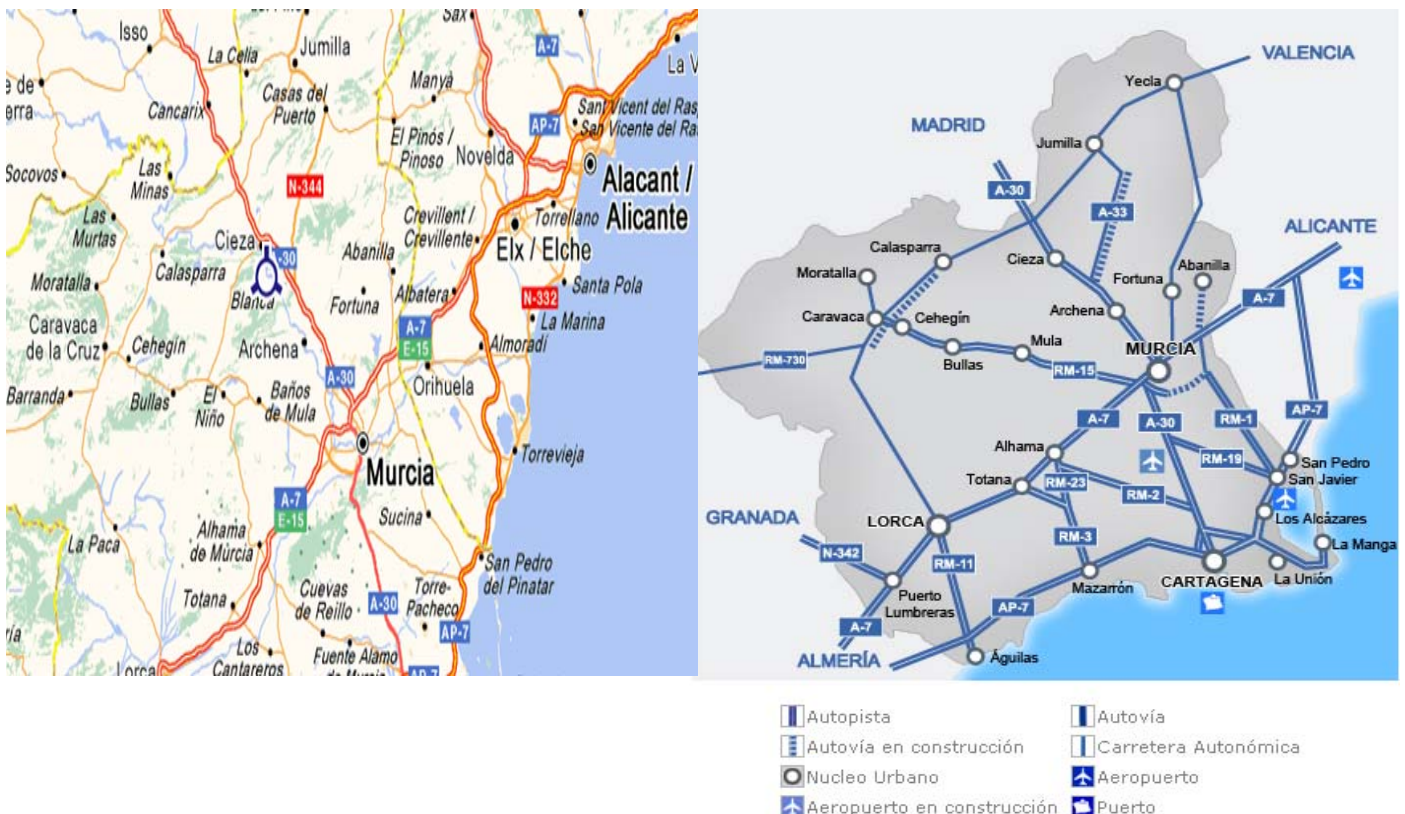 Isso
Sax
A-7
La Celia
Jumilla
La V
Manyà
Cancarix
Casas del
Puerto
Sant Vicent del Ras
San Vicente del Ra
AP-7
El Pinós /
Pinoso
Novelda
Socovos
Las
Minas
N-344
Alacant /
Alicante
Las
Murtas
Cieza
Crevillent /
Crevillente
Torrellano
Elx / Elche
Abanilla
-30
Calasparra
Moratalla
Blanca
Fortuna
Albatera
Santa Pola
N-332
La Marina
Caravaca
de la Cruz
Cehegín
Archena
A-7
E-15
Almoradí
A-30
Orihuela
Barranda
Bullas
El
Niño
Baños
de Mula
Torrevieja
Murcia
A-7
E-15
Sucina
La Paca
Alhama
de Murcia
San Pedro
del Pinatar
Totana
Cuevas
de Reillo
A-30
Torre-
Pacheco
AP-7
Los
Cantareros
Fuente Alamo
de Murcia
Lorca
AP-7
VALENCIA
Yecla
MADRID
Jumilla
A-30
A-33
ALICANTE
Calasparra
Cieza
Moratalla
Fortuna
Abanilla
A-7
Archena
Caravaca
Cehegín
Mula
MURCIA
RM-730
Bullas
RM-15
A-7
A-30
RM-1
AP-7
Alhama
RM-19
San Pedro
San Javier
Totana
RM-23
RM-2
GRANADA
LORCA
Los Alcázares
N-342
RM-3
La Manga
RM-11
CARTAGENA
La Unión
Mazarrón
Puerto
Lumbreras
AP-7
A-7
ALMERÍA
Águilas
Autopista
Autovía
Autovía en construcción
Carretera Autonómica
Nucleo Urbano
Aeropuerto
Aeropuerto en construcción
Puerto